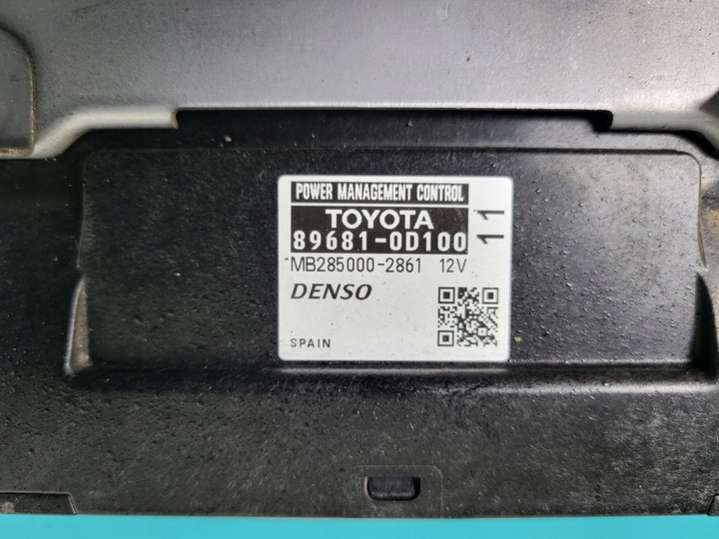 POWER MANAGEMENT CONTROL
TOYOTA
89681-0D100
11
*MB285000-2861 12V
DENSO
SPAIN